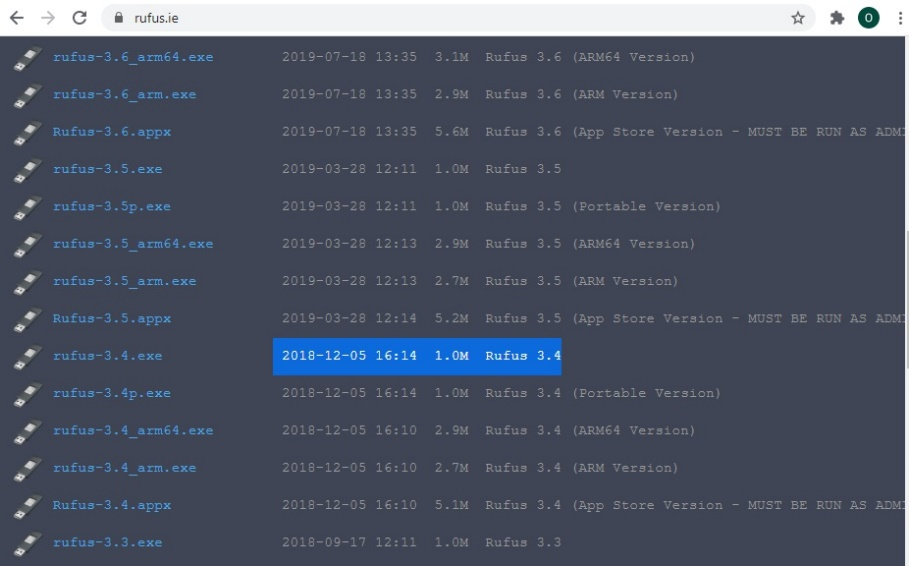 rufus.ie
O
rufus-3.6_arm64.exe 2019-07-18 13:35 3.1M Rufus 3.6 (ARM64 Version)
rufus-3.6_arm.exe 2019-07-18 13:35 2.9M Rufus 3.6 (ARM Version)
Rufus-3.6.appx 2019-07-18 13:35 5.6M Rufus 3.6 (App Store Version - MUST BE RUN AS ADM
rufus-3.5.exe 2019-03-28 12:11 1.0M Rufus 3.5
rufus-3.5p.exe 2019-03-28 12:11 1.0M Rufus 3.5 (Portable Version)
rufus-3.5_arm64.exe 2019-03-28 12:13 2.9M Rufus 3.5 (ARM64 Version)
rufus-3.5_arm.exe 2019-03-28 12:13 2.7M Rufus 3.5 (ARM Version)
Rufus-3.5.appx 2019-03-28 12:14 5.2M Rufus 3.5 (App Store Version - MUST BE RUN AS ADM
rufus-3.4.exe 2018-12-05 16:14 1.0M Rufus 3.4
rufus-3.4p.exe 2018-12-05 16:14 1.0M Rufus 3.4 (Portable Version)
rufus-3.4_arm64.exe 2018-12-05 16:10 2.9M Rufus 3.4 (ARM64 Version)
rufus-3.4_arm.exe 2018-12-05 16:10 2.7M Rufus 3.4 (ARM Version)
Rufus-3.4.appx 2018-12-05 16:10 5.1M Rufus 3.4 (App Store Version - MUST BE RUN AS ADM
rufus-3.3.exe 2018-09-17 12:11 1.0M Rufus 3.3